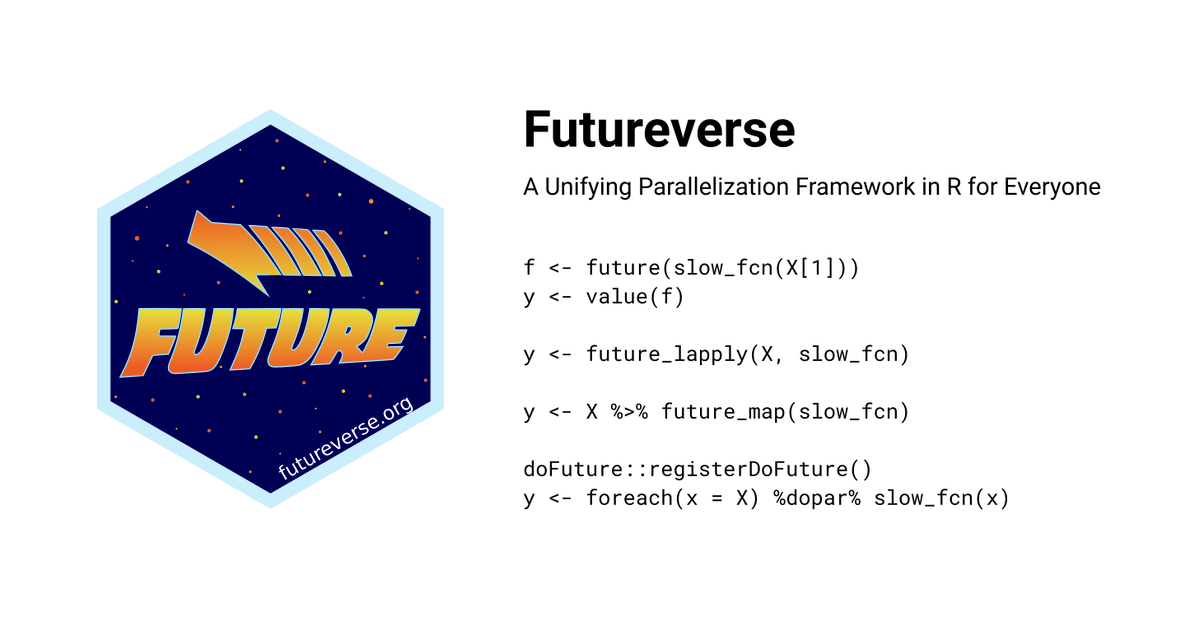 FUTURE
futureverse.org
Futureverse
A Unifying Parallelization Framework in R for Everyone
f <- future(slow_fcn(X[1]))
y <- value(f)
y <- future_lapply(X, slow_fcn)
y <- X %>% future_map(slow_fcn)
doFuture::registerDoFuture()
y <- foreach(x = X) %dopar% slow_fcn(x)